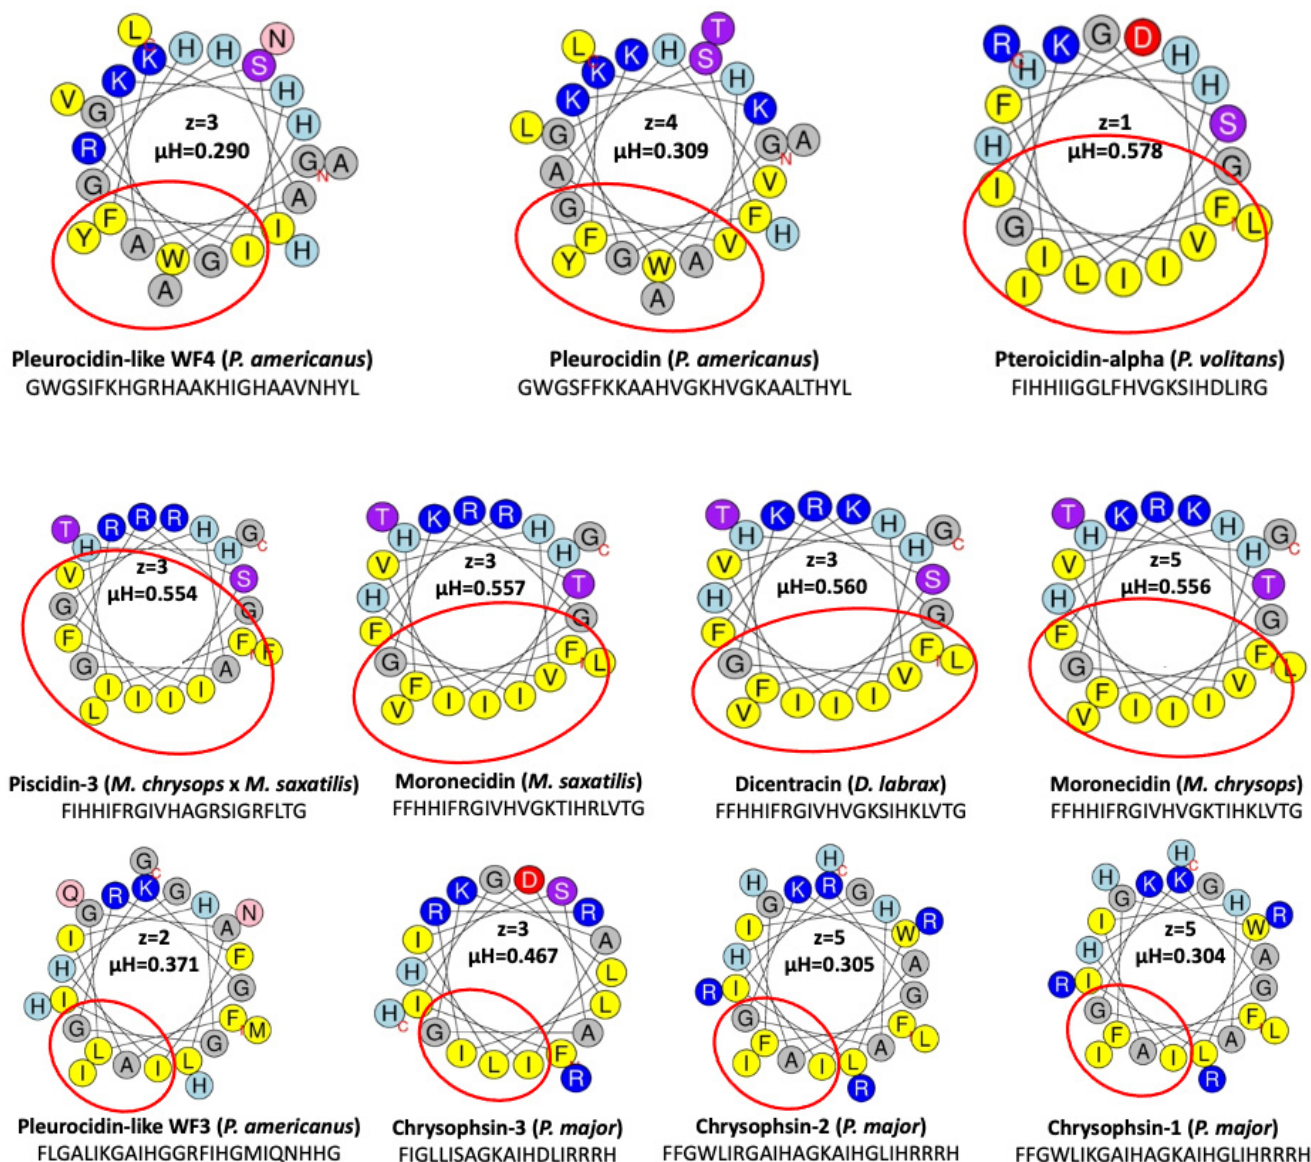 z=3
μH=0.290
Pleurocidin-like WF4 (P. americanus)
GWGSIFKHGRHAAKHIGHAAVNHYL
z=4
μH=0.309
Pleurocidin (P. americanus)
GWGSFFKKAAHVGKHVGKAALTHYL
z=1
μH=0.578
Pteroicidin-alpha (P. volitans)
FIHHIIGGLFHVGKSIHDLIRG
z=3
μH=0.554
Piscidin-3 (M. chrysops x M. saxatilis)
FIHHIFRGIVHAGRSIGRFLTG
z=3
μH=0.557
Moronecidin (M. saxatilis)
FFHHIFRGIVHVGKTIHRLVTG
z=3
μH=0.560
Dicentracin (D. labrax)
FFHHIFRGIVHVGKSIHKLVTG
z=5
μH=0.556
Moronecidin (M. chrysops)
FFHHIFRGIVHVGKTIHKLVTG
z=2
μH=0.371
Pleurocidin-like WF3 (P. americanus)
FLGALIKGAIHGGRFIHGMIQNHHG
z=3
μH=0.467
Chrysophsin-3 (P. major)
FIGLLISAGKAIHDLIRRRH
z=5
μH=0.305
Chrysophsin-2 (P. major)
FFGWLIRGAIHAGKAIHGLIHRRRH
z=5
μH=0.304
Chrysophsin-1 (P. major)
FFGWLIKGAIHAGKAIHGLIHRRRH